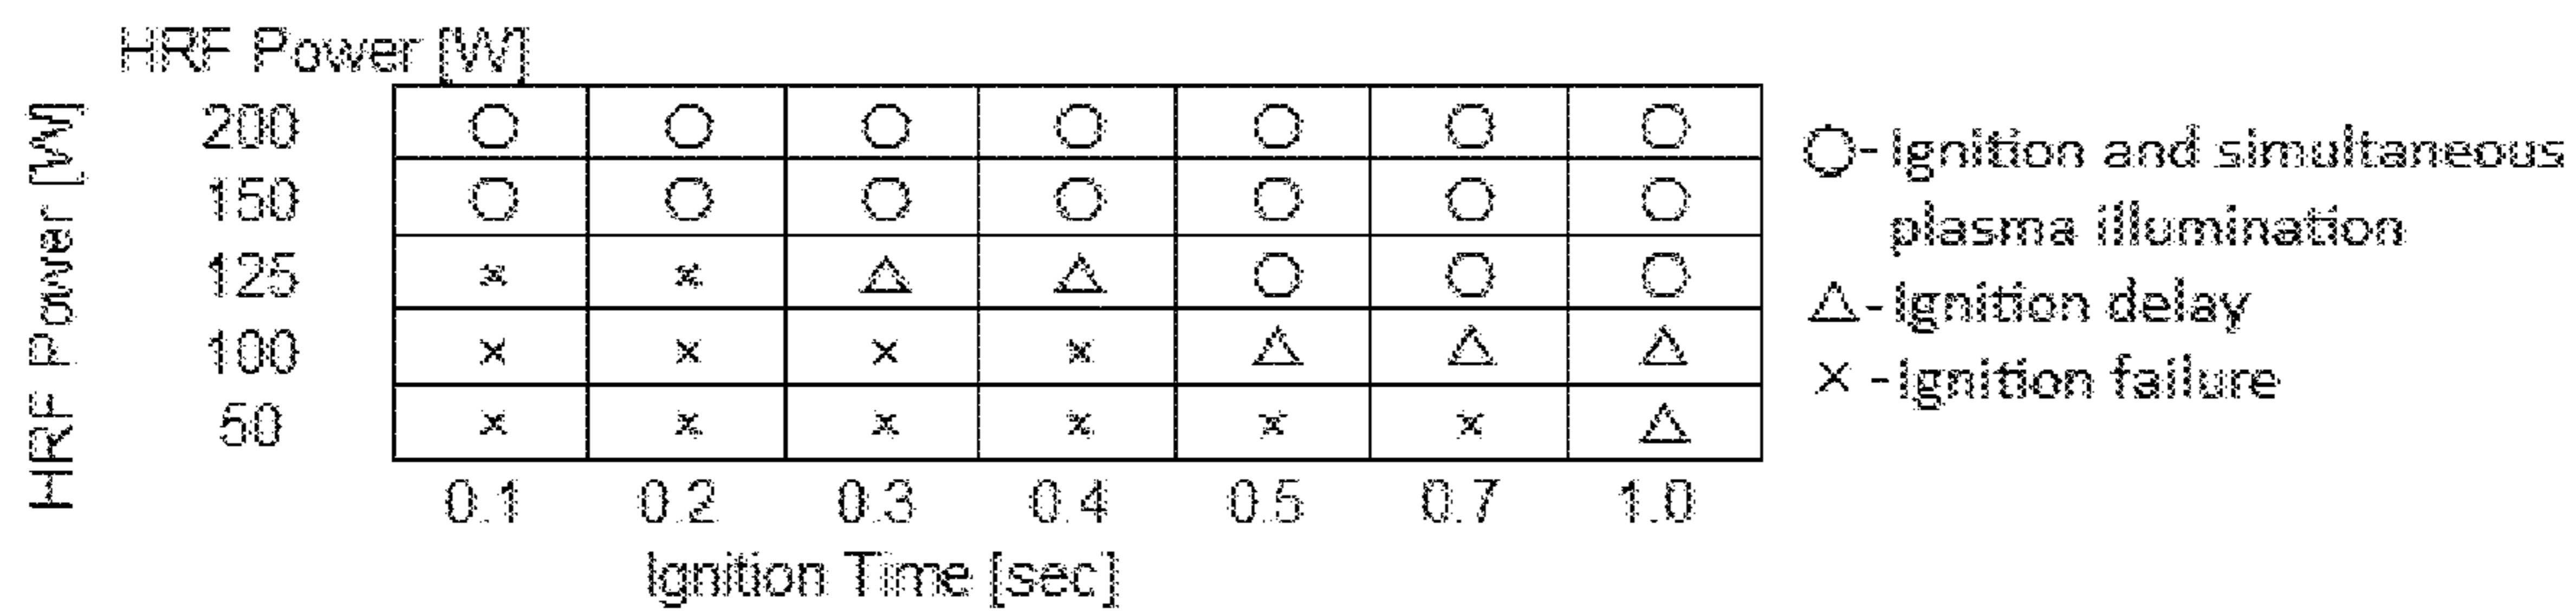 HRF Power [W]
HRF Power [W]
200 ○ ○ ○ ○ ○ ○ ○
150 ○ ○ ○ ○ ○ ○ ○
125 × × △ △ ○ ○ ○
100 × × × × △ △ △
50 × × × × × × △
0.1 0.2 0.3 0.4 0.5 0.7 1.0
Ignition Time [sec]
○- Ignition and simultaneous
plasma illumination
△- Ignition delay
× - Ignition failure